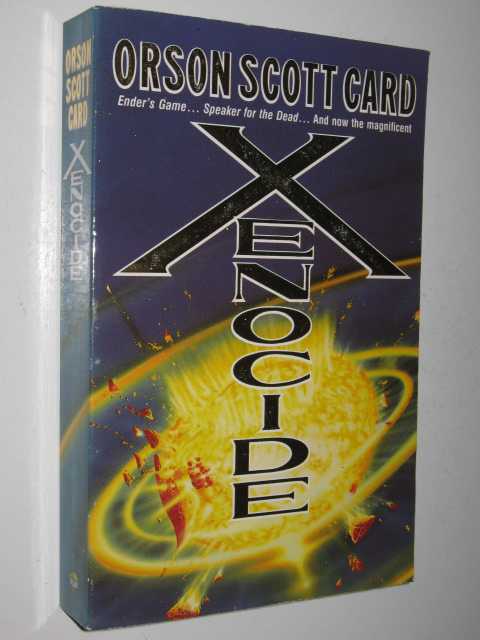 ORSON SCOTT CARD
Ender's Game... Speaker for the Dead... And now the magnificent
XENOCIDE
ORSON
SCOTT
CARD
XENOCIDE